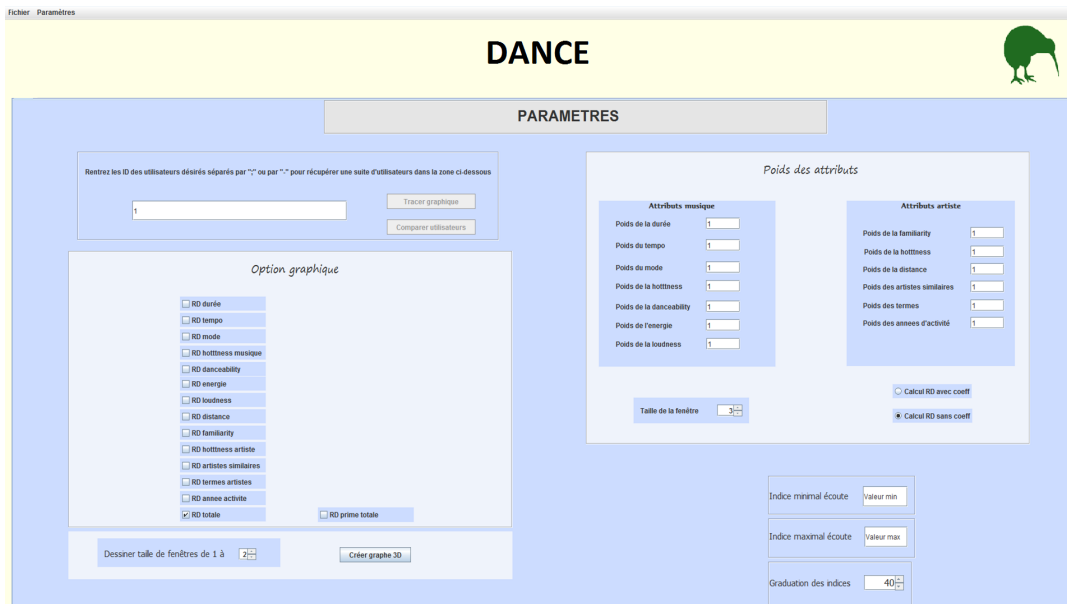 Fichier Paramètres
DANCE
PARAMETRES
Rentrez les ID des utilisateurs désirés séparés par ";" ou par "-" pour récupérer une suite d'utilisateurs dans la zone ci-dessous
1
Tracer graphique
Comparer utilisateurs
Option graphique
RD durée
RD tempo
RD mode
RD hotttness musique
RD danceability
RD energie
RD loudness
RD distance
RD familiarity
RD hotttness artiste
RD artistes similaires
RD termes artistes
RD annee activite
RD totale
RD prime totale
Dessiner taille de fenêtres de 1 à 2
Créer graphe 3D
Poids des attributs
Attributs musique
Poids de la durée 1
Poids du tempo 1
Poids du mode 1
Poids de la hotttness 1
Poids de la danceability 1
Poids de l'energie 1
Poids de la loudness 1
Attributs artiste
Poids de la familiarity 1
Poids de la hotttness 1
Poids de la distance 1
Poids des artistes similaires 1
Poids des termes 1
Poids des annees d'activité 1
Taille de la fenêtre 3
Calcul RD avec coeff
Calcul RD sans coeff
Indice minimal écoute Valeur min
Indice maximal écoute Valeur max
Graduation des indices 40